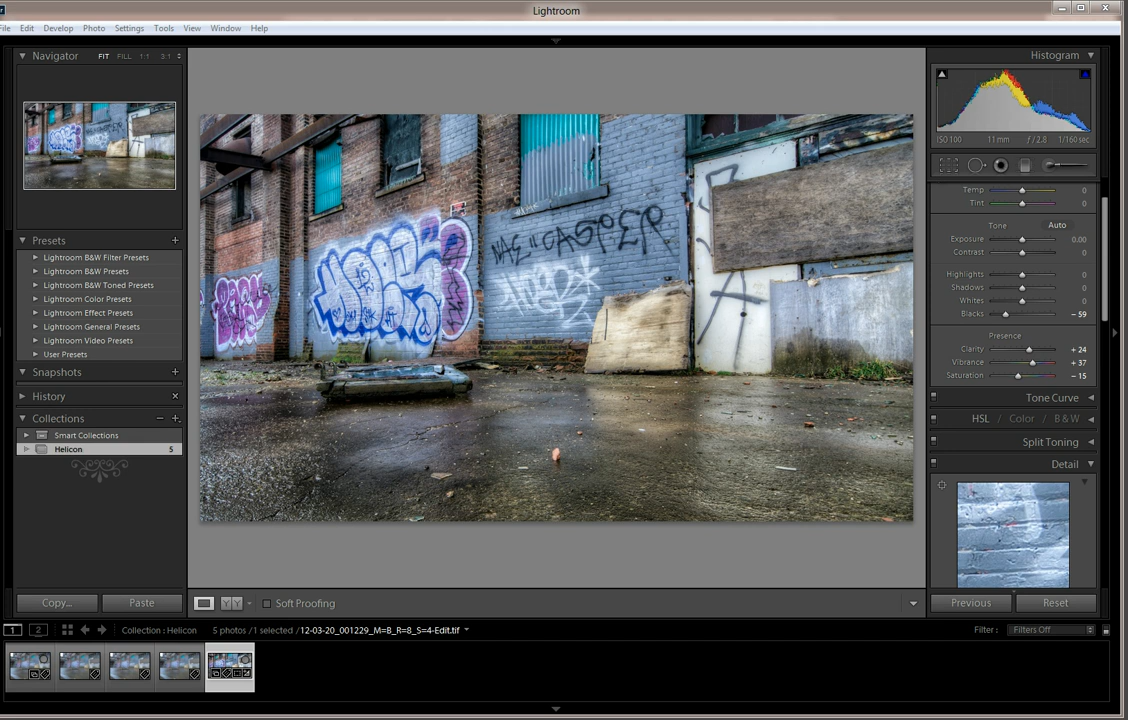 Lightroom
File Edit Develop Photo Settings Tools View Window Help
Navigator FIT FILL 1:1 3:1
Presets +
Lightroom B&W Filter Presets
Lightroom B&W Presets
Lightroom B&W Toned Presets
Lightroom Color Presets
Lightroom Effect Presets
Lightroom General Presets
Lightroom Video Presets
User Presets
Snapshots +
History ×
Collections − +
Smart Collections
Helicon 5
Copy... Paste
"CASPER
Soft Proofing
Histogram
ISO 100 11 mm f / 2.8 1/160 sec
Temp 0
Tint 0
Tone Auto
Exposure 0.00
Contrast 0
Highlights 0
Shadows 0
Whites 0
Blacks − 59
Presence
Clarity + 24
Vibrance + 37
Saturation − 15
Tone Curve
HSL / Color / B & W
Split Toning
Detail
Previous Reset
1 2 Collection : Helicon 5 photos / 1 selected / 12-03-20_001229_M=B_R=8_S=4-Edit.tif Filter : Filters Off